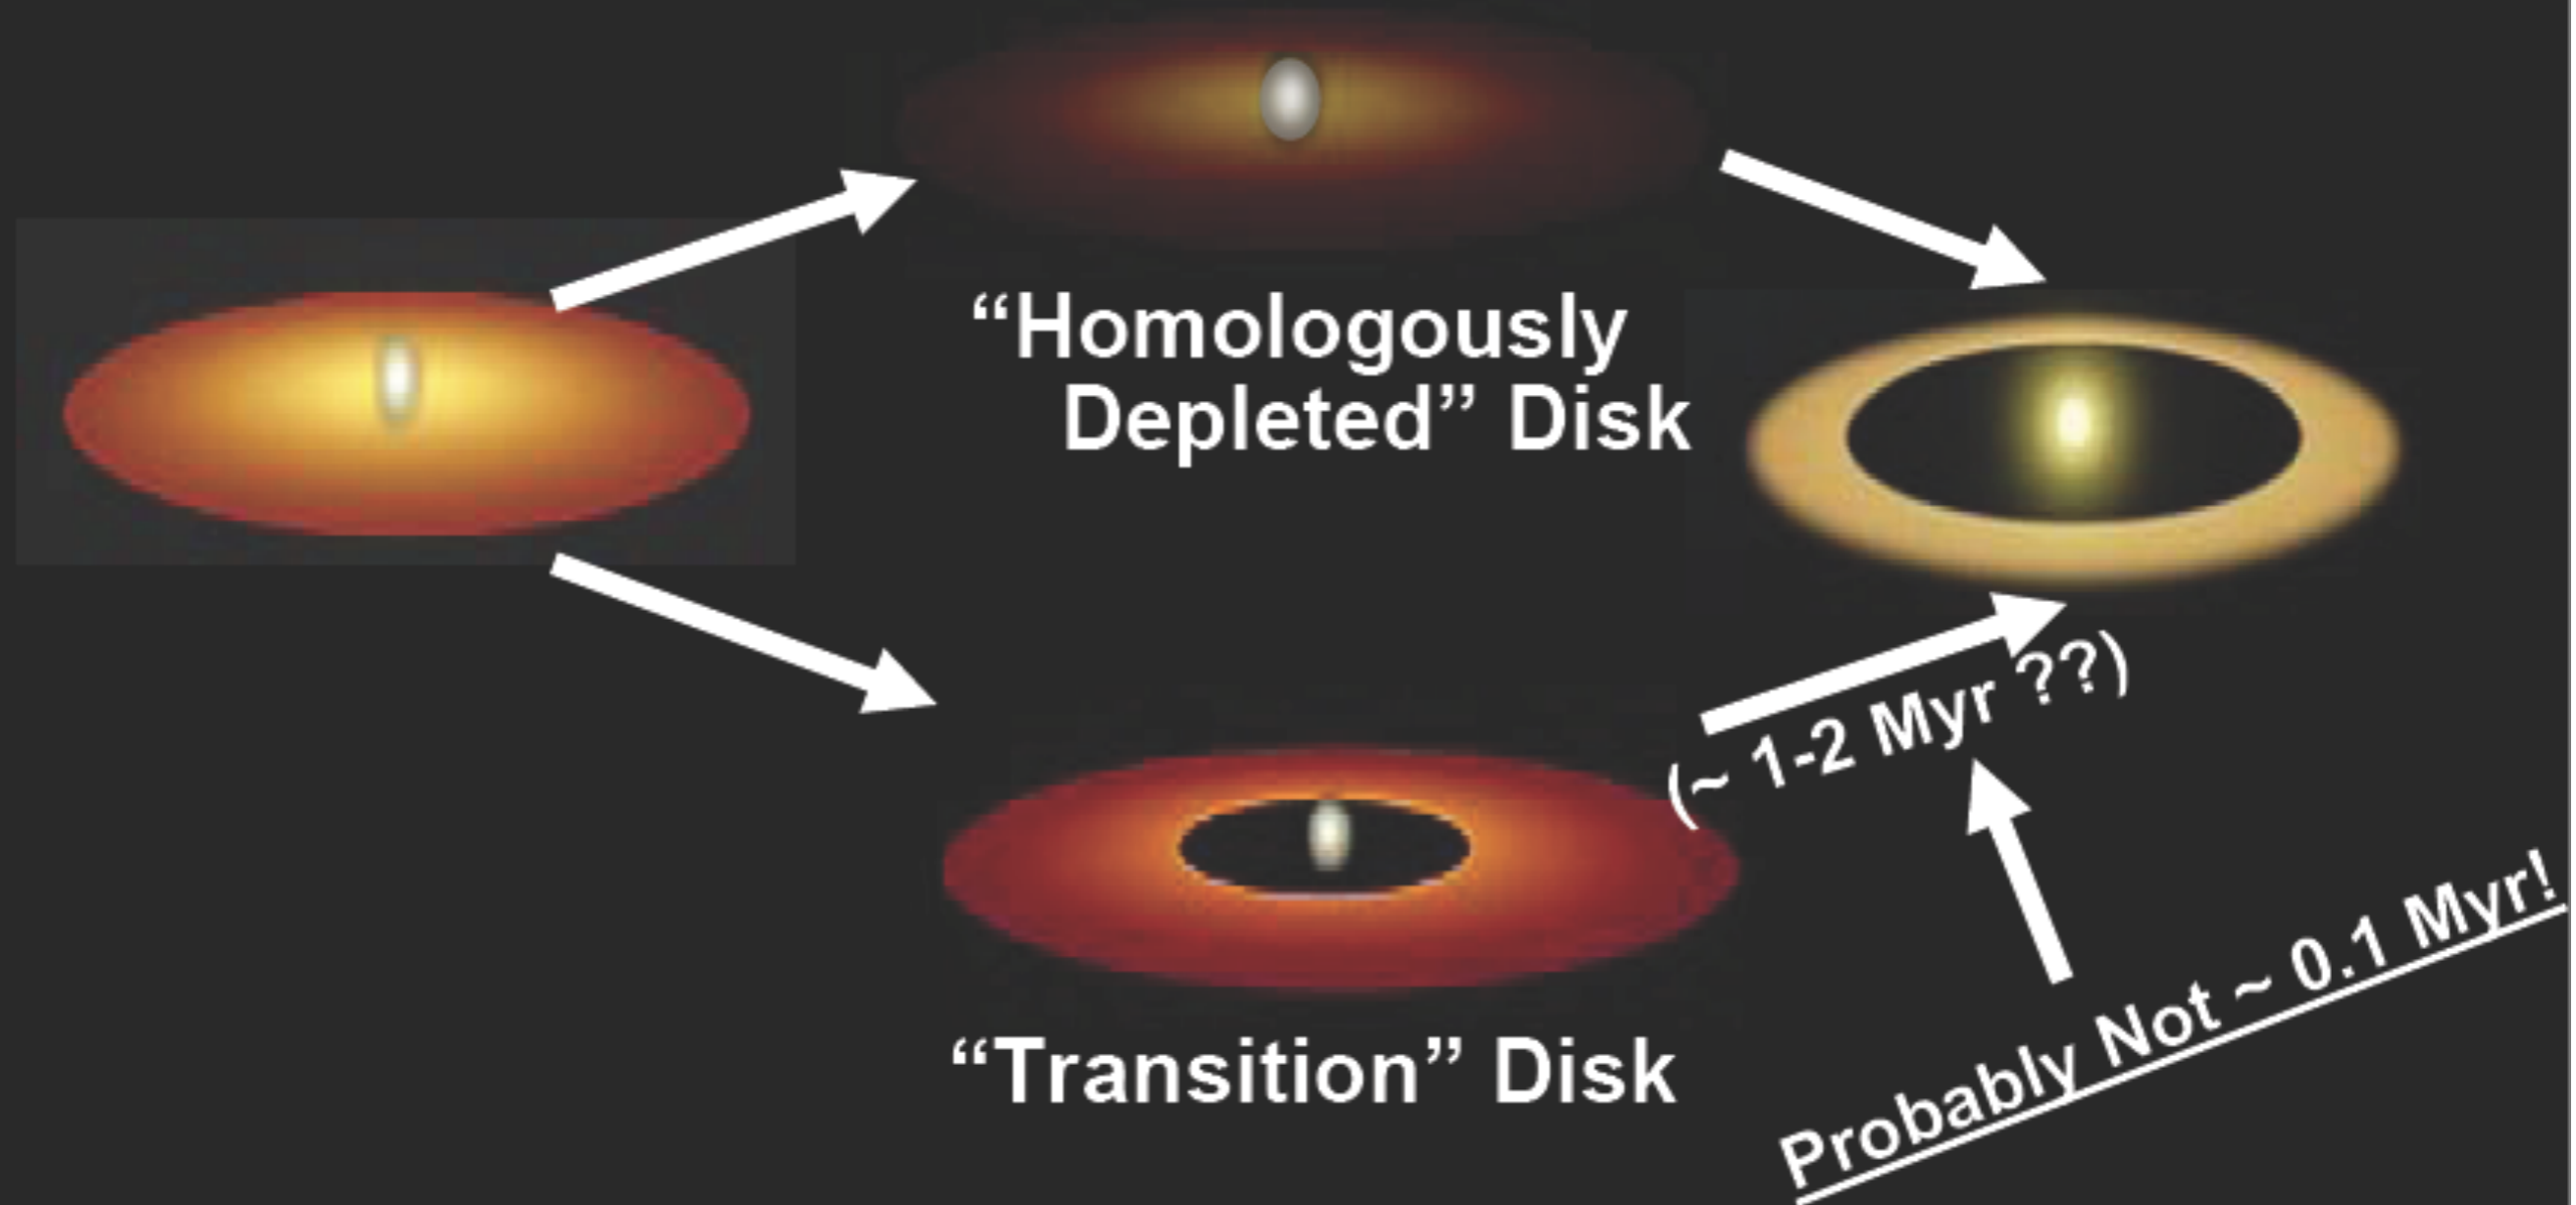 “Homologously
Depleted” Disk
(~ 1-2 Myr ??)
Probably Not ~ 0.1 Myr!
“Transition” Disk